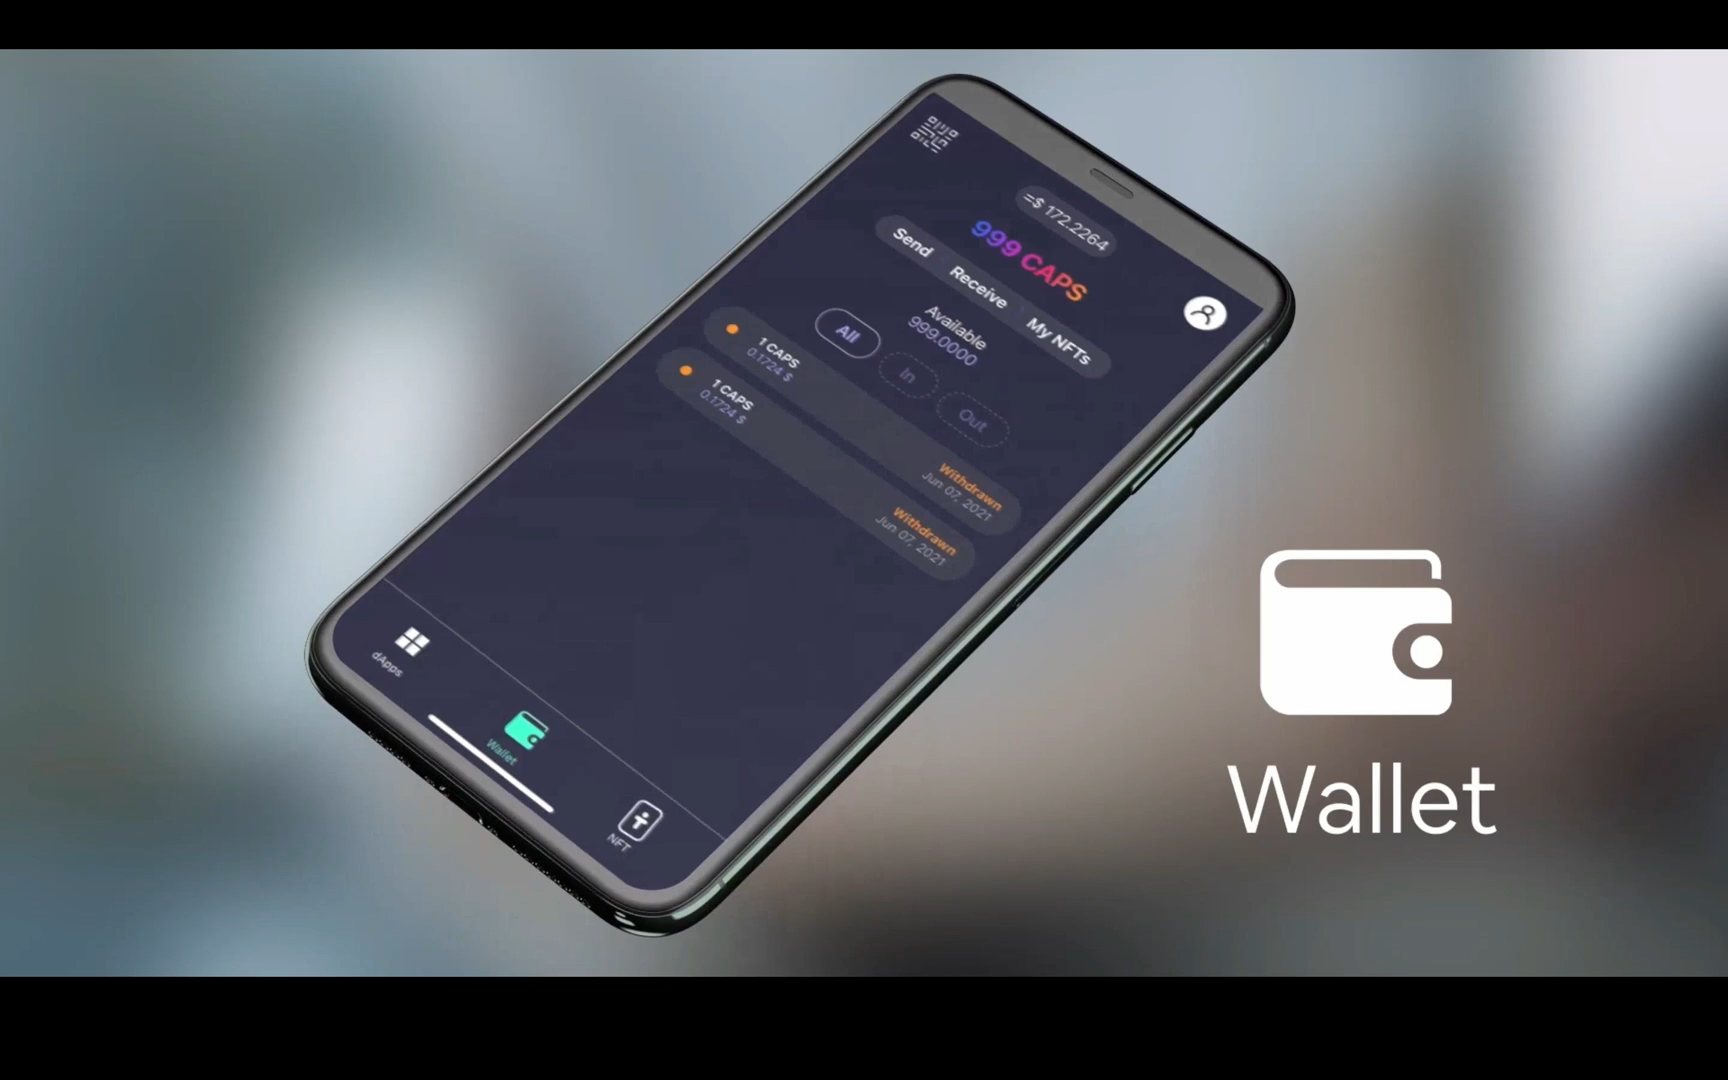 =$ 172.2264
999 CAPS
Send
Receive
My NFTs
Available
999.0000
All
In
Out
1 CAPS
0.1724 $
Withdrawn
Jun 07, 2021
1 CAPS
0.1724 $
Withdrawn
Jun 07, 2021
dApps
Wallet
NFT
Wallet